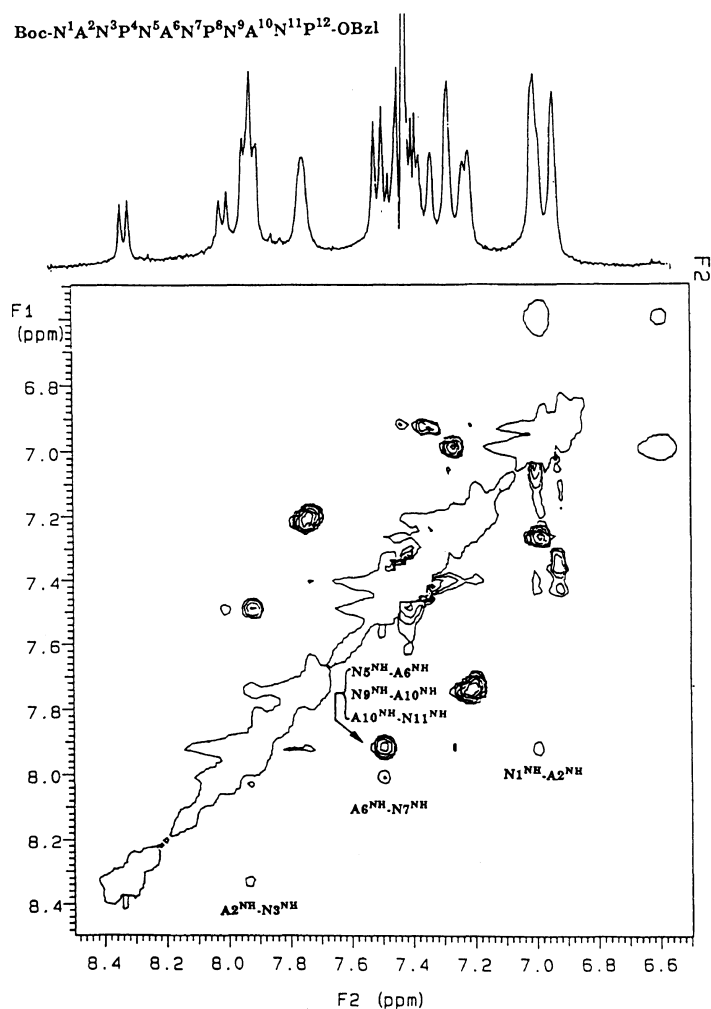 Boc-N¹A²N³P⁴N⁵A⁶N⁷P⁸N⁹A¹⁰N¹¹P¹²-OBzl
F2
F1
(ppm)
6.8
7.0
7.2
7.4
7.6
7.8
8.0
8.2
8.4
N5ᴺᴴ-A6ᴺᴴ
N9ᴺᴴ-A10ᴺᴴ
A10ᴺᴴ-N11ᴺᴴ
N1ᴺᴴ-A2ᴺᴴ
A6ᴺᴴ-N7ᴺᴴ
A2ᴺᴴ-N3ᴺᴴ
8.4 8.2 8.0 7.8 7.6 7.4 7.2 7.0 6.8 6.6
F2 (ppm)